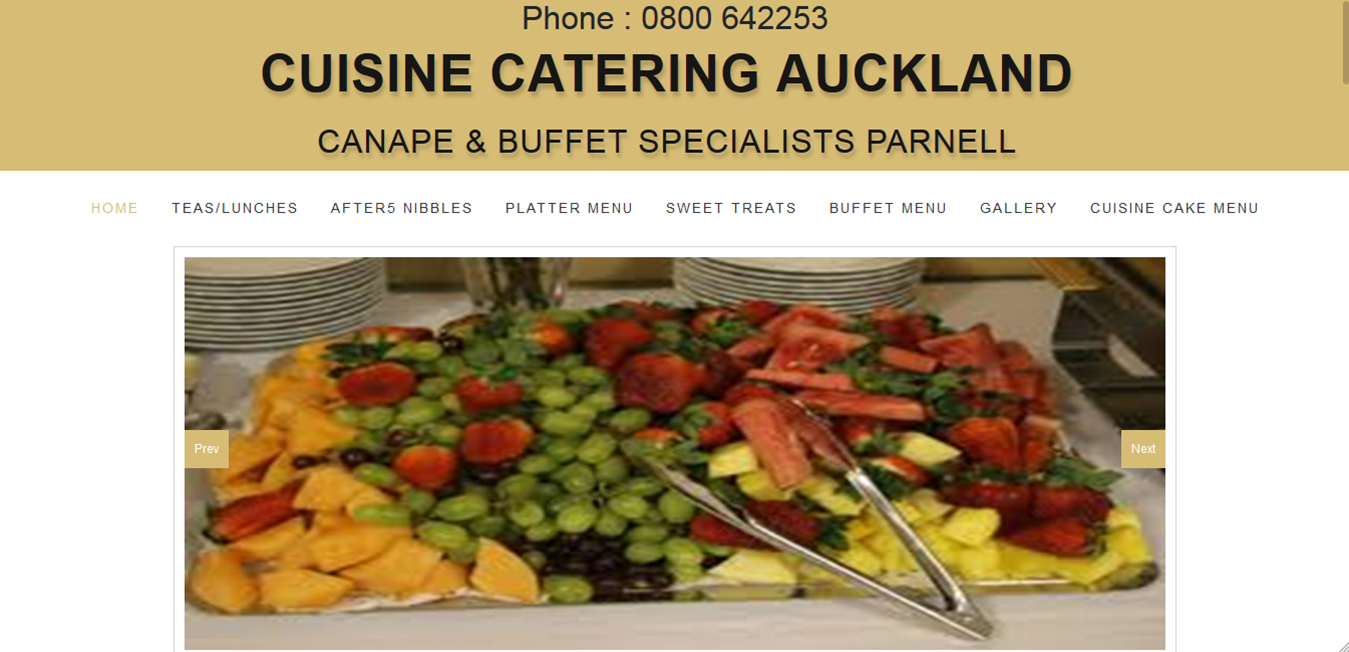 Phone : 0800 642253
CUISINE CATERING AUCKLAND
CANAPE & BUFFET SPECIALISTS PARNELL
HOME TEAS/LUNCHES AFTER5 NIBBLES PLATTER MENU SWEET TREATS BUFFET MENU GALLERY CUISINE CAKE MENU
Prev Next